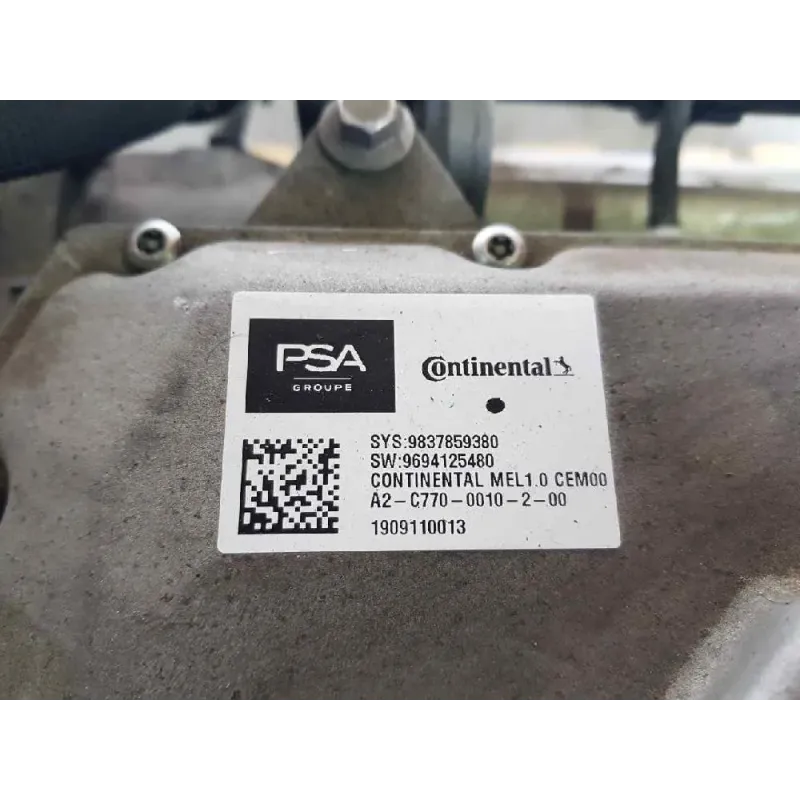 PSA
GROUPE
Continental
SYS:9837859380
SW:9694125480
CONTINENTAL MEL1.0 CEM00
A2-C770-0010-2-00
1909110013